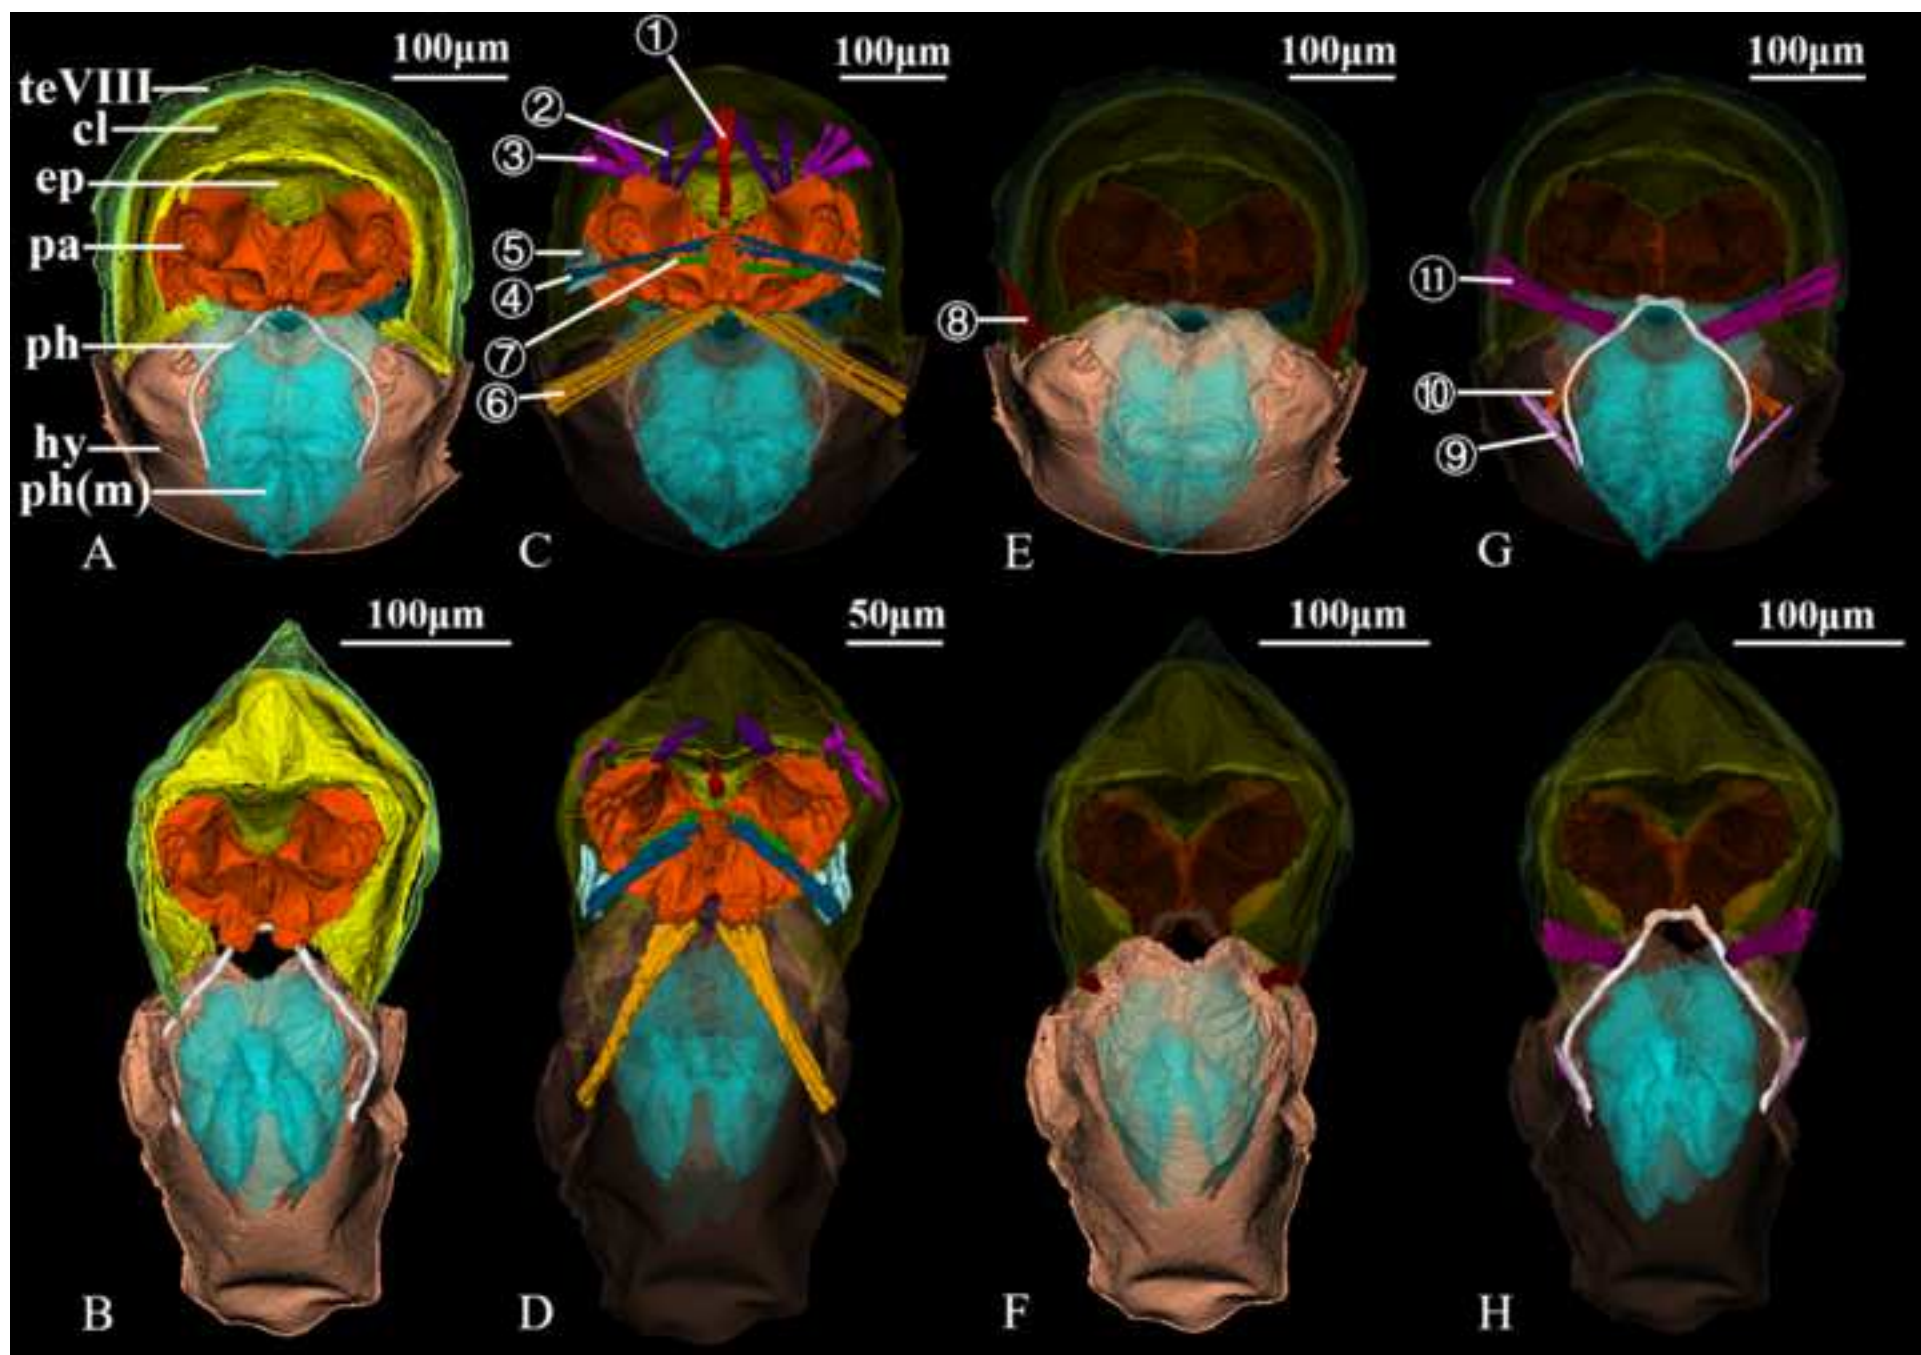 100μm
teVIII
cl
ep
pa
ph
hy
ph(m)
A
①
100μm
②
③
⑤
④
⑦
⑥
C
100μm
⑧
E
100μm
⑪
⑩
⑨
G
100μm
B
50μm
D
100μm
F
100μm
H